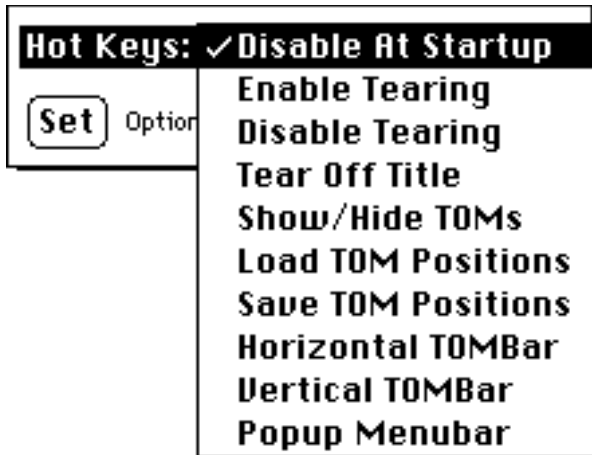 Hot Keys: ✓Disable At Startup
Enable Tearing
Set Option
Disable Tearing
Tear Off Title
Show/Hide TOMs
Load TOM Positions
Save TOM Positions
Horizontal TOMBar
Vertical TOMBar
Popup Menubar